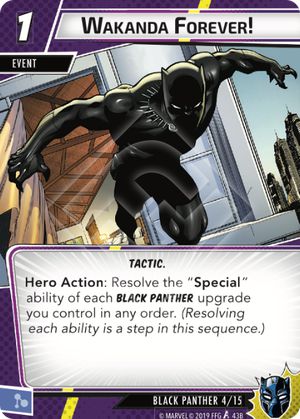 1
WAKANDA FOREVER!
EVENT
TACTIC.
Hero Action: Resolve the “Special”
ability of each BLACK PANTHER upgrade
you control in any order. (Resolving
each ability is a step in this sequence.)
BLACK PANTHER 4/15
© MARVEL © 2019 FFG A 43B